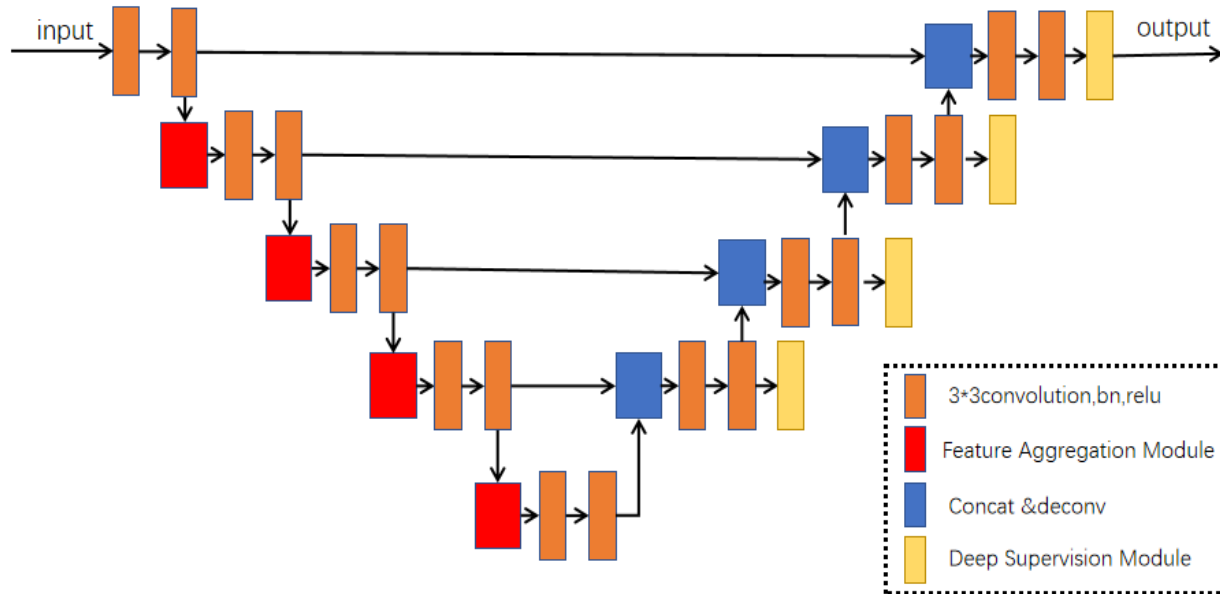 input
output
3*3convolution,bn,relu
Feature Aggregation Module
Concat &deconv
Deep Supervision Module